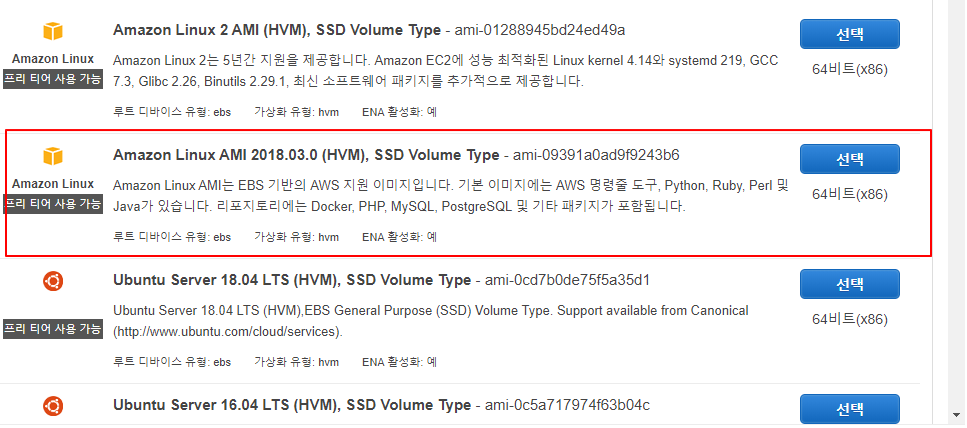 Amazon Linux 2 AMI (HVM), SSD Volume Type - ami-01288945bd24ed49a
선택
Amazon Linux
프리 티어 사용 가능
Amazon Linux 2는 5년간 지원을 제공합니다. Amazon EC2에 성능 최적화된 Linux kernel 4.14와 systemd 219, GCC
7.3, Glibc 2.26, Binutils 2.29.1, 최신 소프트웨어 패키지를 추가적으로 제공합니다.
64비트(x86)
루트 디바이스 유형: ebs 가상화 유형: hvm ENA 활성화: 예
Amazon Linux AMI 2018.03.0 (HVM), SSD Volume Type - ami-09391a0ad9f9243b6
선택
Amazon Linux
프리 티어 사용 가능
Amazon Linux AMI는 EBS 기반의 AWS 지원 이미지입니다. 기본 이미지에는 AWS 명령줄 도구, Python, Ruby, Perl 및
Java가 있습니다. 리포지토리에는 Docker, PHP, MySQL, PostgreSQL 및 기타 패키지가 포함됩니다.
64비트(x86)
루트 디바이스 유형: ebs 가상화 유형: hvm ENA 활성화: 예
Ubuntu Server 18.04 LTS (HVM), SSD Volume Type - ami-0cd7b0de75f5a35d1
선택
프리 티어 사용 가능
Ubuntu Server 18.04 LTS (HVM),EBS General Purpose (SSD) Volume Type. Support available from Canonical
(http://www.ubuntu.com/cloud/services).
64비트(x86)
루트 디바이스 유형: ebs 가상화 유형: hvm ENA 활성화: 예
Ubuntu Server 16.04 LTS (HVM), SSD Volume Type - ami-0c5a717974f63b04c
선택